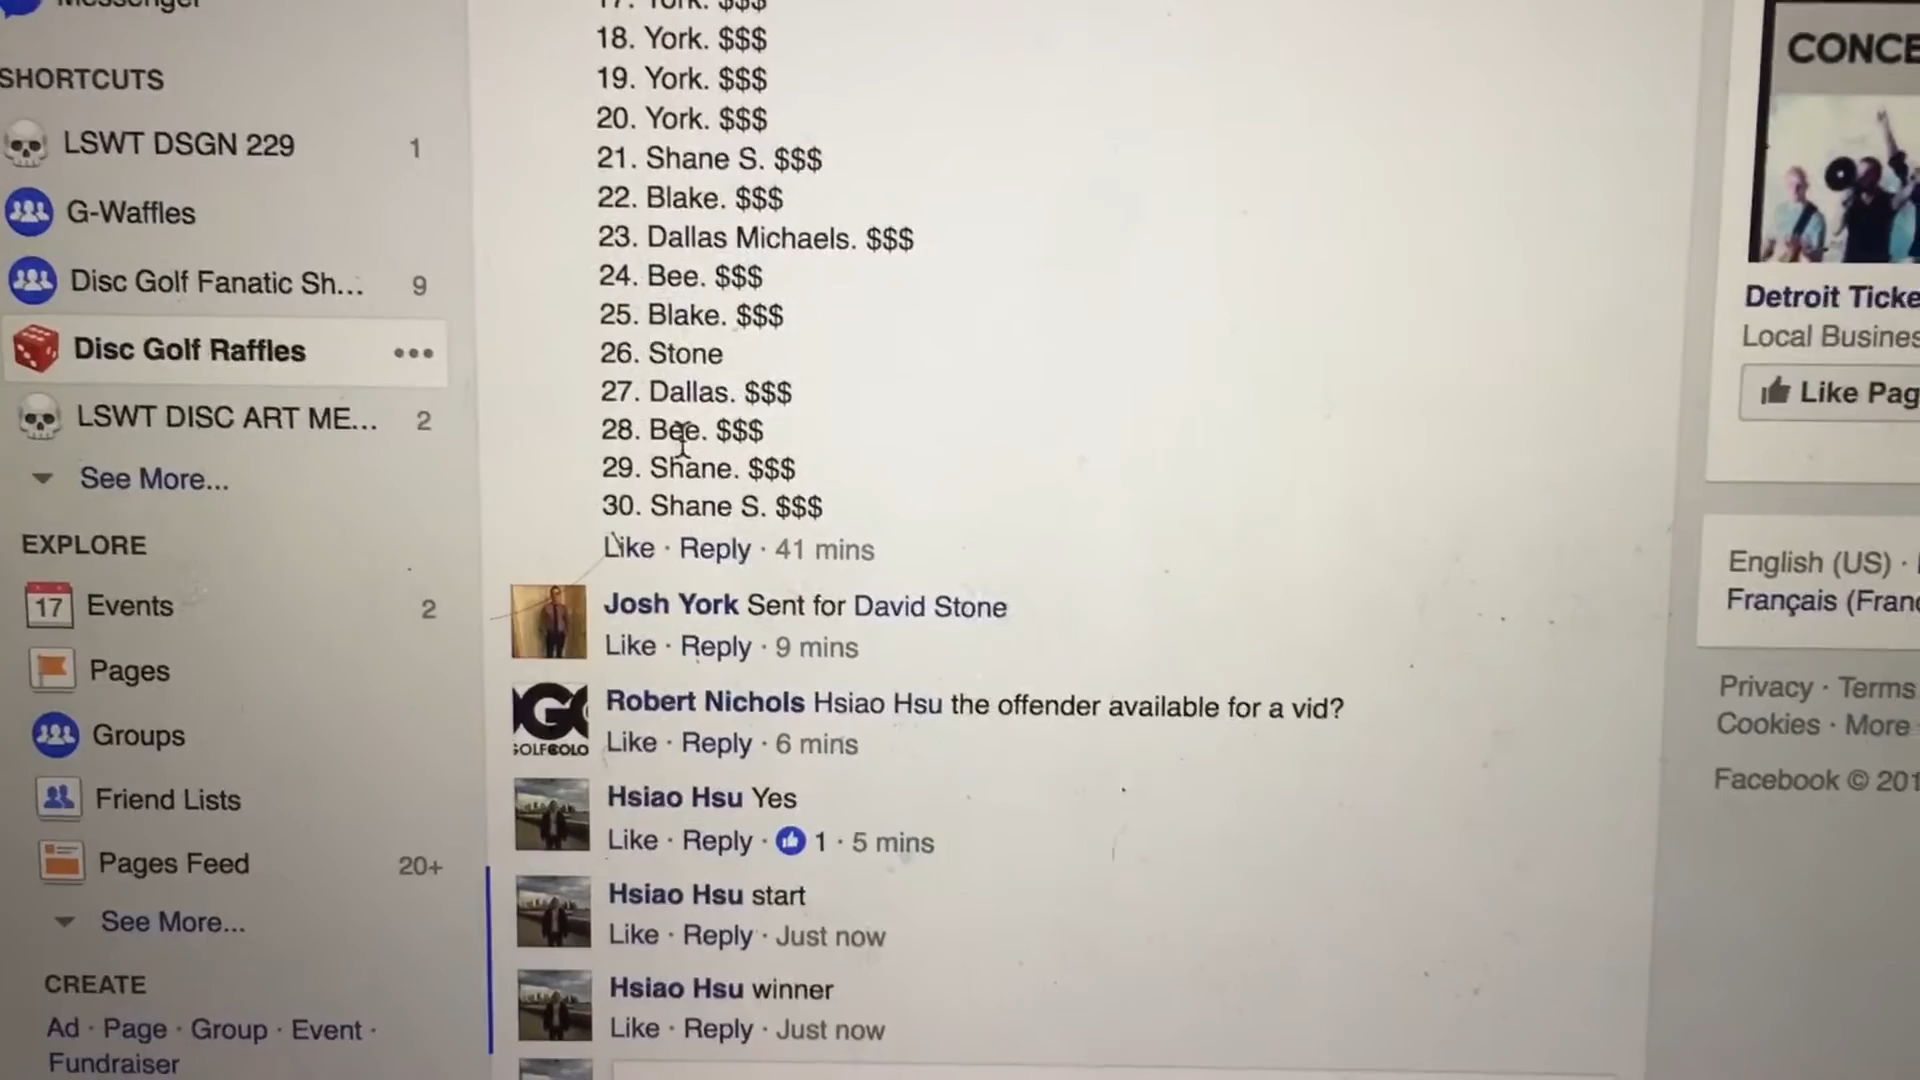 Messenger
SHORTCUTS
LSWT DSGN 229 1
G-Waffles
Disc Golf Fanatic Sh... 9
Disc Golf Raffles
LSWT DISC ART ME... 2
See More...
EXPLORE
17 Events 2
Pages
Groups
Friend Lists
Pages Feed 20+
See More...
CREATE
Ad · Page · Group · Event ·
Fundraiser
17. York. $$$
18. York. $$$
19. York. $$$
20. York. $$$
21. Shane S. $$$
22. Blake. $$$
23. Dallas Michaels. $$$
24. Bee. $$$
25. Blake. $$$
26. Stone
27. Dallas. $$$
28. Bee. $$$
29. Shane. $$$
30. Shane S. $$$
Like · Reply · 41 mins
Josh York Sent for David Stone
Like · Reply · 9 mins
Robert Nichols Hsiao Hsu the offender available for a vid?
Like · Reply · 6 mins
Hsiao Hsu Yes
Like · Reply · 1 · 5 mins
Hsiao Hsu start
Like · Reply · Just now
Hsiao Hsu winner
Like · Reply · Just now
CONCE
Detroit Ticke
Local Busines
Like Pag
English (US) ·
Français (Franc
Privacy · Terms
Cookies · More
Facebook © 201